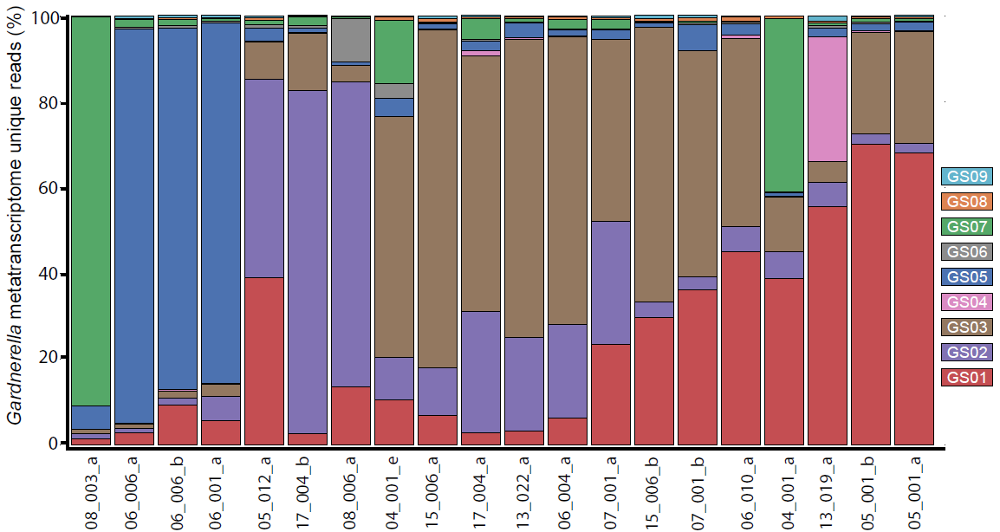 Gardnerella metatranscriptome unique reads (%)
100
80
60
40
20
0
08_003_a
06_006_a
06_006_b
06_001_a
05_012_a
17_004_b
08_006_a
04_001_e
15_006_a
17_004_a
13_022_a
06_004_a
07_001_a
15_006_b
07_001_b
06_010_a
04_001_a
13_019_a
05_001_b
05_001_a
GS09
GS08
GS07
GS06
GS05
GS04
GS03
GS02
GS01